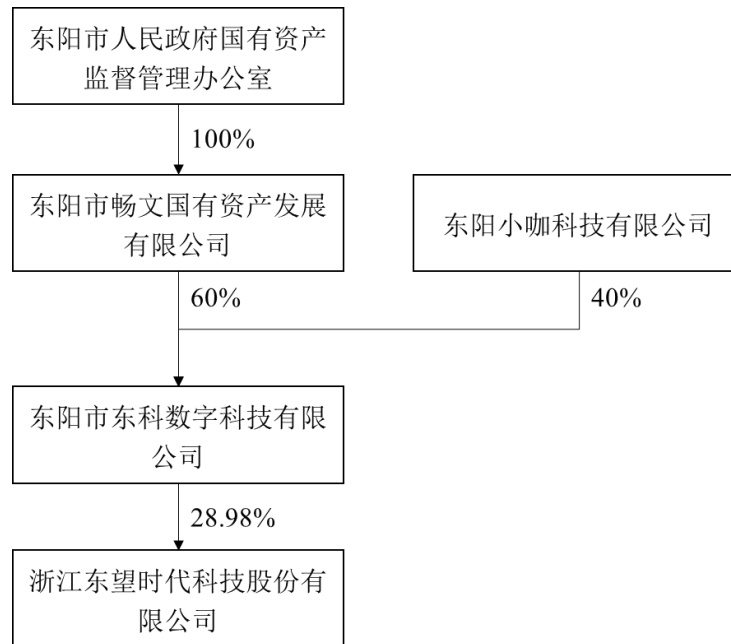 东阳市人民政府国有资产
监督管理办公室
100%
东阳市畅文国有资产发展
有限公司
东阳小咖科技有限公司
60%
40%
东阳市东科数字科技有限
公司
28.98%
浙江东望时代科技股份有
限公司